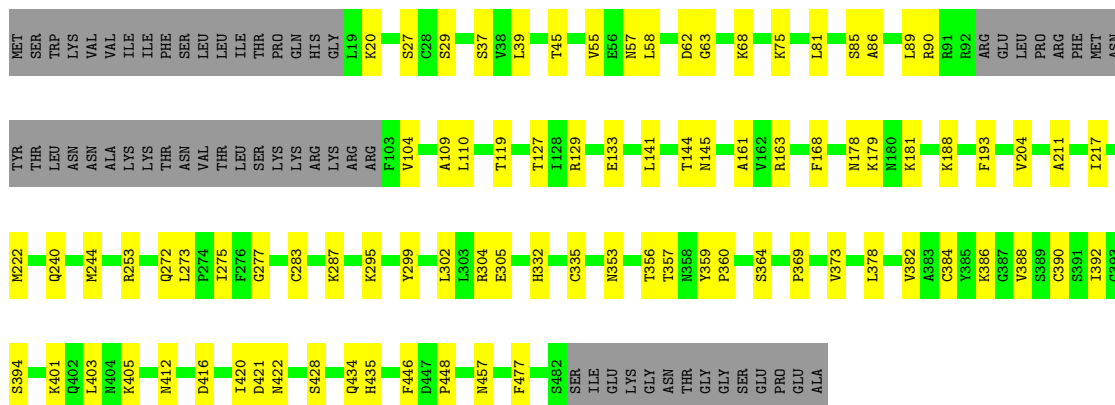 MET SER TRP LYS VAL VAL ILE ILE PHE SER LEU LEU ILE THR PRO GLN HIS GLY L19 K20 S27 C28 S29 S37 V38 L39 T45 V55 E56 N57 L58 D62 G63 K68 K75 L81 S85 A86 L89 R90 R91 R92 ARG GLU LEU PRO ARG PHE MET ASN
TYR THR LEU ASN ASN ALA LYS LYS THR ASN VAL THR LEU SER LYS LYS ARG LYS ARG ARG F103 V104 A109 L110 T119 T127 I128 R129 E133 L141 T144 N145 A161 V162 R163 F168 N178 K179 N180 K181 K188 F193 V204 A211 I217
M222 Q240 M244 R253 Q272 L273 P274 I275 F276 G277 C283 K287 K295 Y299 L302 L303 R304 E305 H332 C335 N353 T356 T357 N358 Y359 P360 S364 P369 V373 L378 V382 A383 C384 Y385 K386 G387 V388 S389 C390 S391 I392
S394 K401 Q402 L403 N404 K405 N412 D416 I420 D421 N422 S428 Q434 H435 F446 D447 P448 N457 F477 S482 SER ILE GLU LYS GLY ASN THR GLY GLY SER GLU PRO GLU ALA